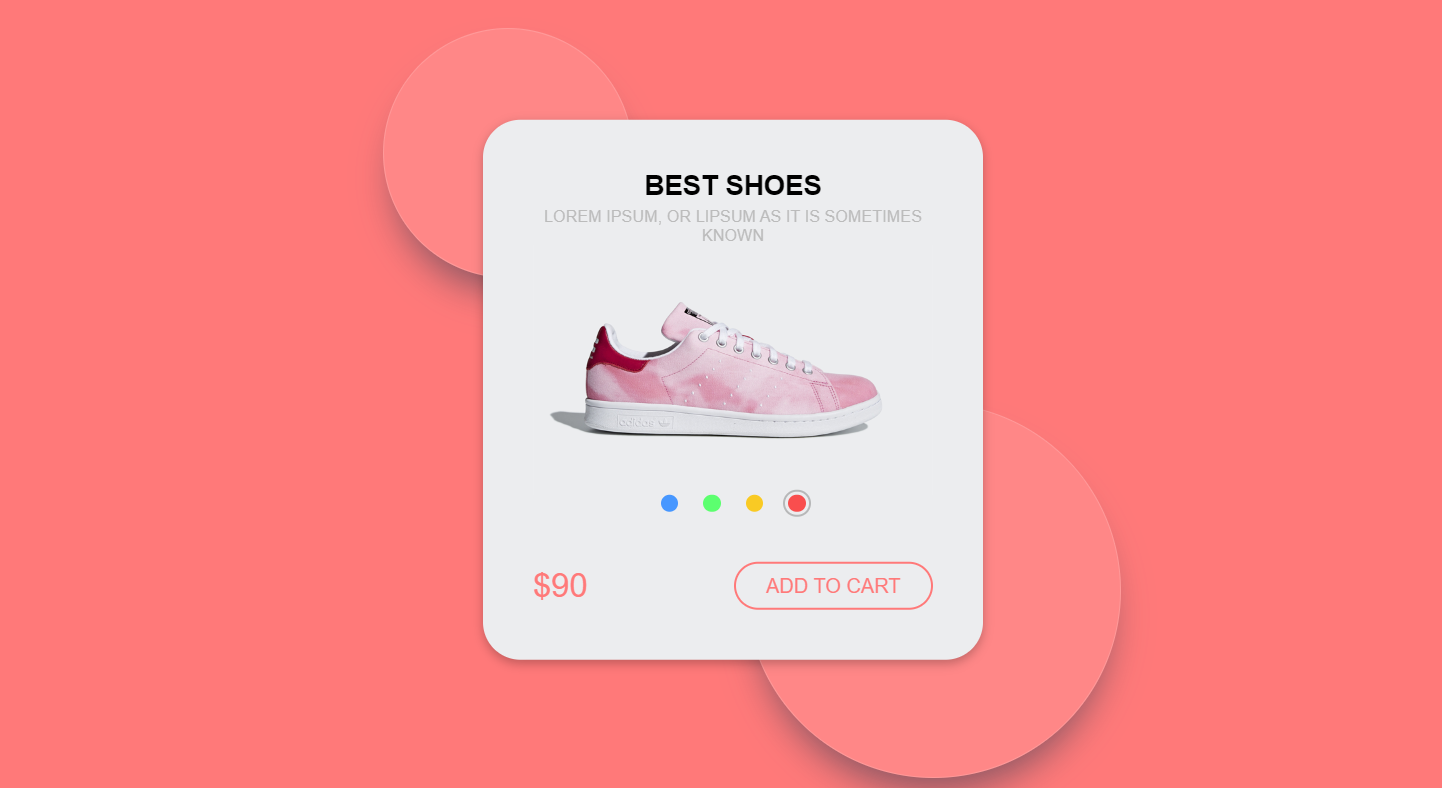 BEST SHOES
LOREM IPSUM, OR LIPSUM AS IT IS SOMETIMES
KNOWN
adidas
$90
ADD TO CART